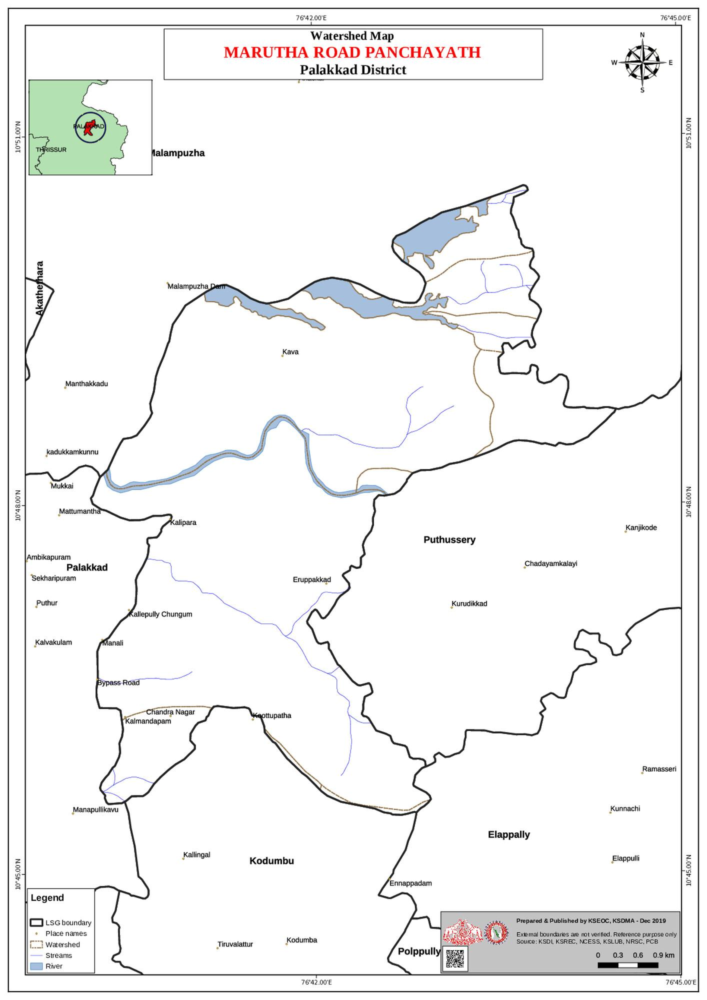 76°42.00'E
76°45.00'E
Watershed Map
MARUTHA ROAD PANCHAYATH
Palakkad District
N
W
E
S
PALAKKAD
THRISSUR
10°51.00'N
10°51.00'N
Malampuzha
Akathethara
Malampuzha Dam
Kava
Manthakkadu
kadukkamkunnu
Mukkai
Mattumantha
10°48.00'N
10°48.00'N
Kalipara
Kanjikode
Puthussery
Ambikapuram
Palakkad
Chadayamkalayi
Sekharipuram
Eruppakkad
Puthur
Kurudikkad
Kallepully Chungum
Kalvakulam
Manali
Bypass Road
Chandra Nagar
Koottupatha
Kalmandapam
Ramasseri
Manapullikavu
Kunnachi
Elappally
Kallingal
Kodumbu
Elappulli
10°45.00'N
10°45.00'N
Ennappadam
Legend
LSG boundary
Place names
Watershed
Streams
River
Tiruvalattur
Kodumba
Polppully
Prepared & Published by KSEOC, KSDMA - Dec 2019
External boundaries are not verified. Reference purpose only
Source: KSDI, KSREC, NCESS, KSLUB, NRSC, PCB
0 0.3 0.6 0.9 km
76°42.00'E
76°45.00'E